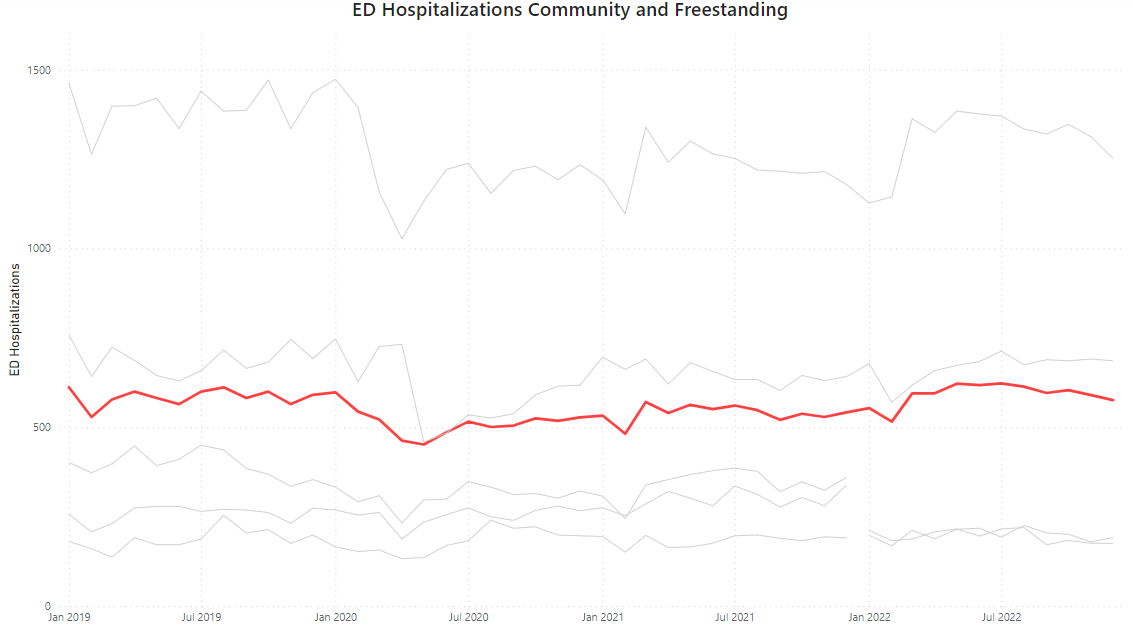 ED Hospitalizations Community and Freestanding
1500
1000
500
0
ED Hospitalizations
Jan 2019 Jul 2019 Jan 2020 Jul 2020 Jan 2021 Jul 2021 Jan 2022 Jul 2022